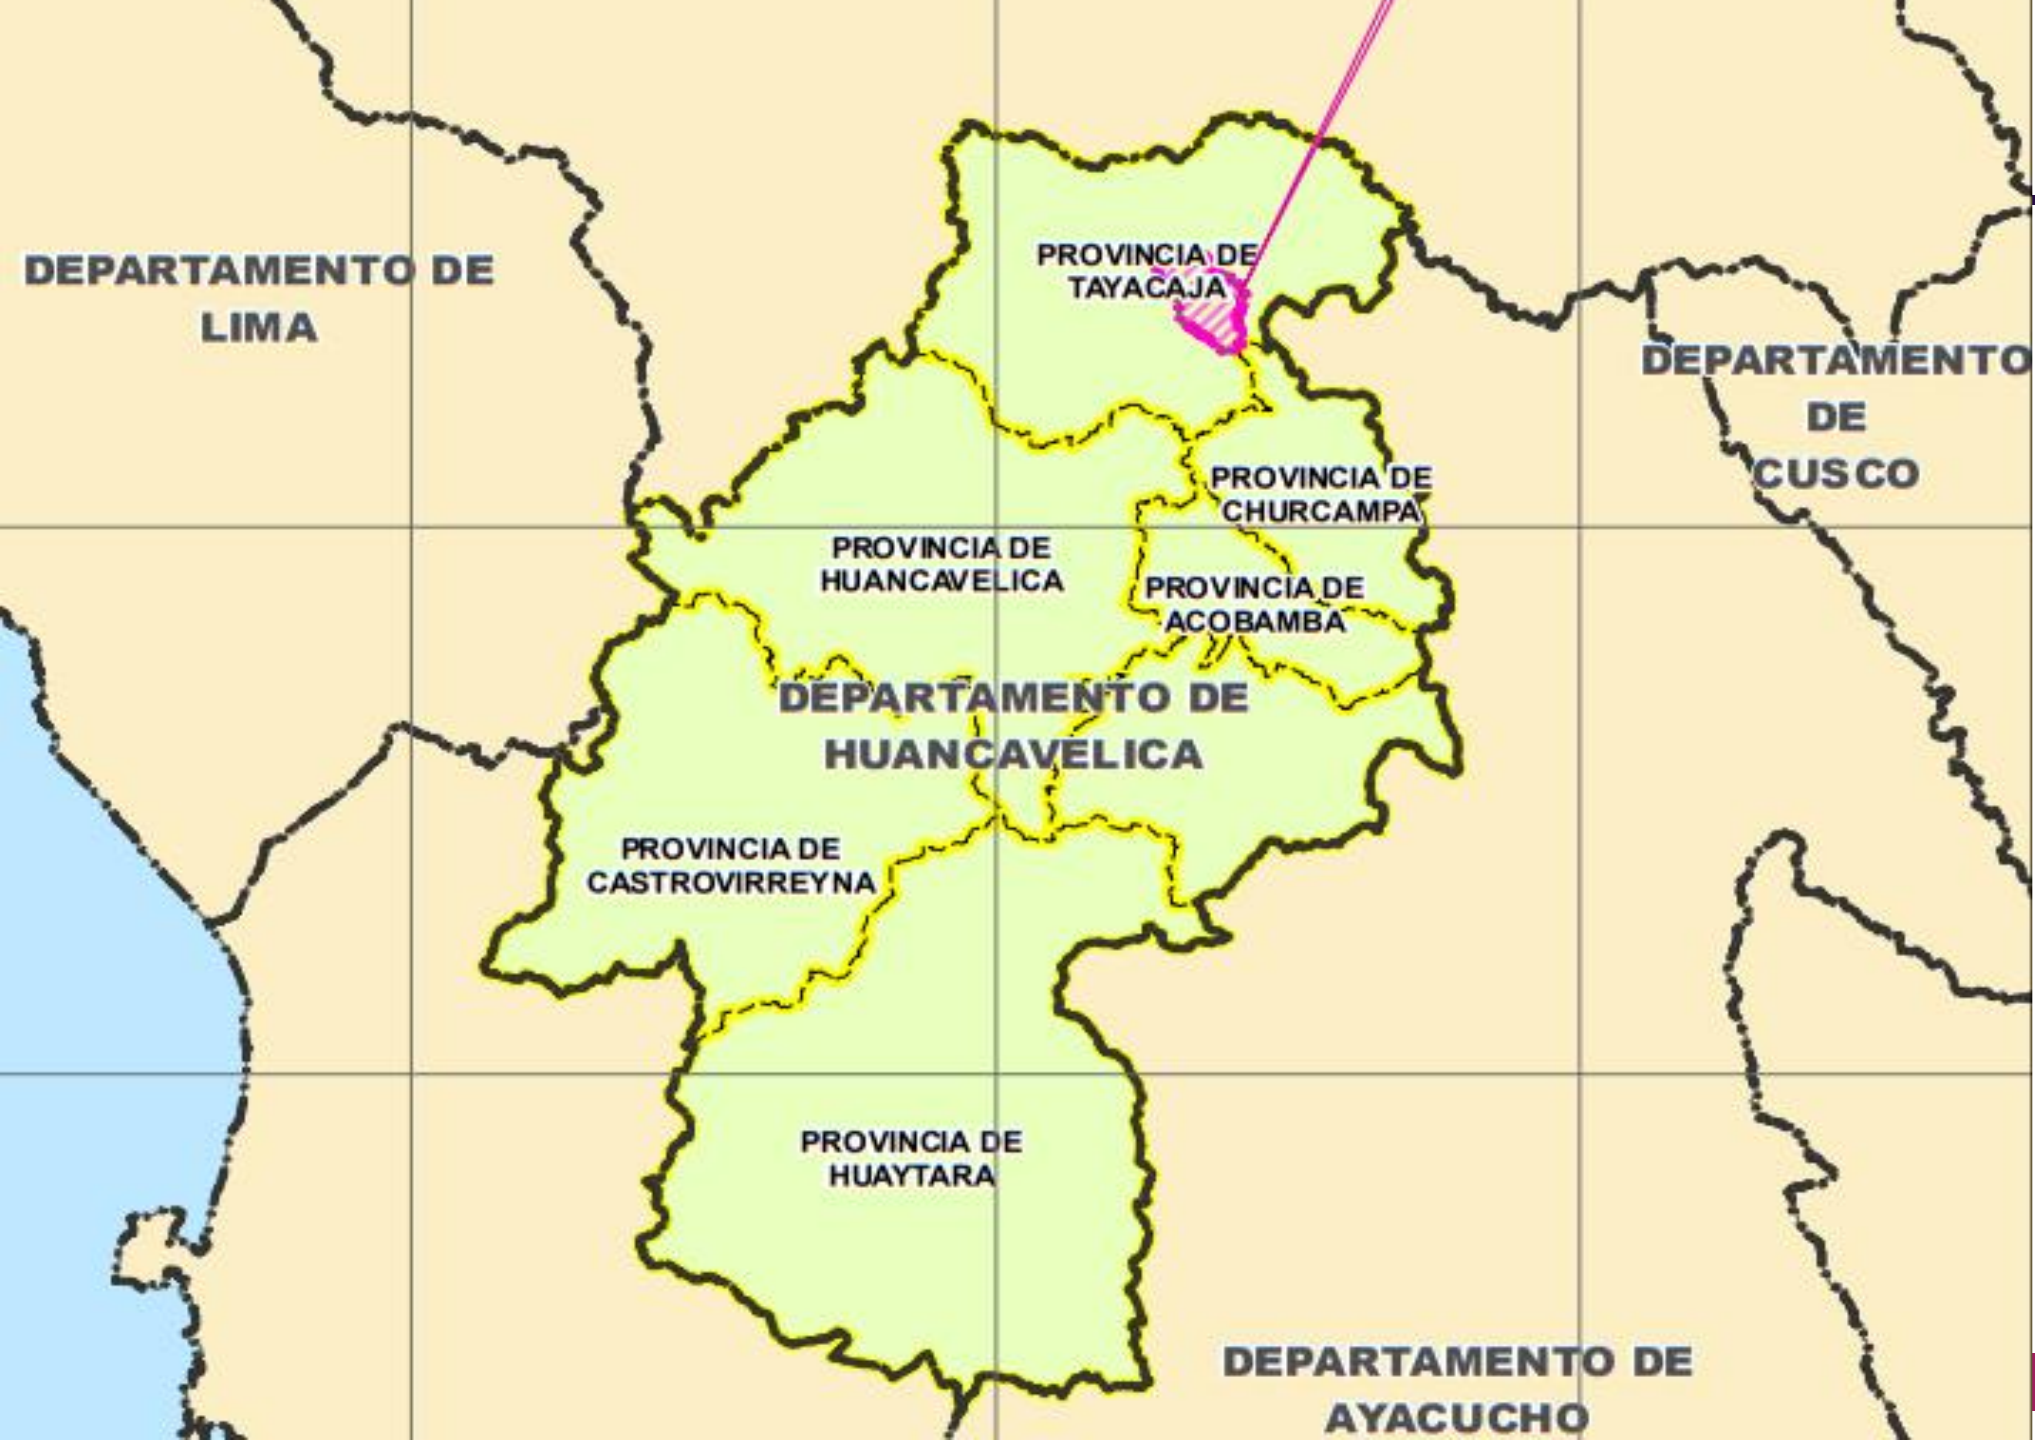 PROVINCIA DE
TAYACAJA
DEPARTAMENTO DE
LIMA
DEPARTAMENTO
DE
CUSCO
PROVINCIA DE
CHURCAMPA
PROVINCIA DE
HUANCAVELICA
PROVINCIA DE
ACOBAMBA
DEPARTAMENTO DE
HUANCAVELICA
PROVINCIA DE
CASTROVIRREYNA
PROVINCIA DE
HUAYTARA
DEPARTAMENTO DE
AYACUCHO